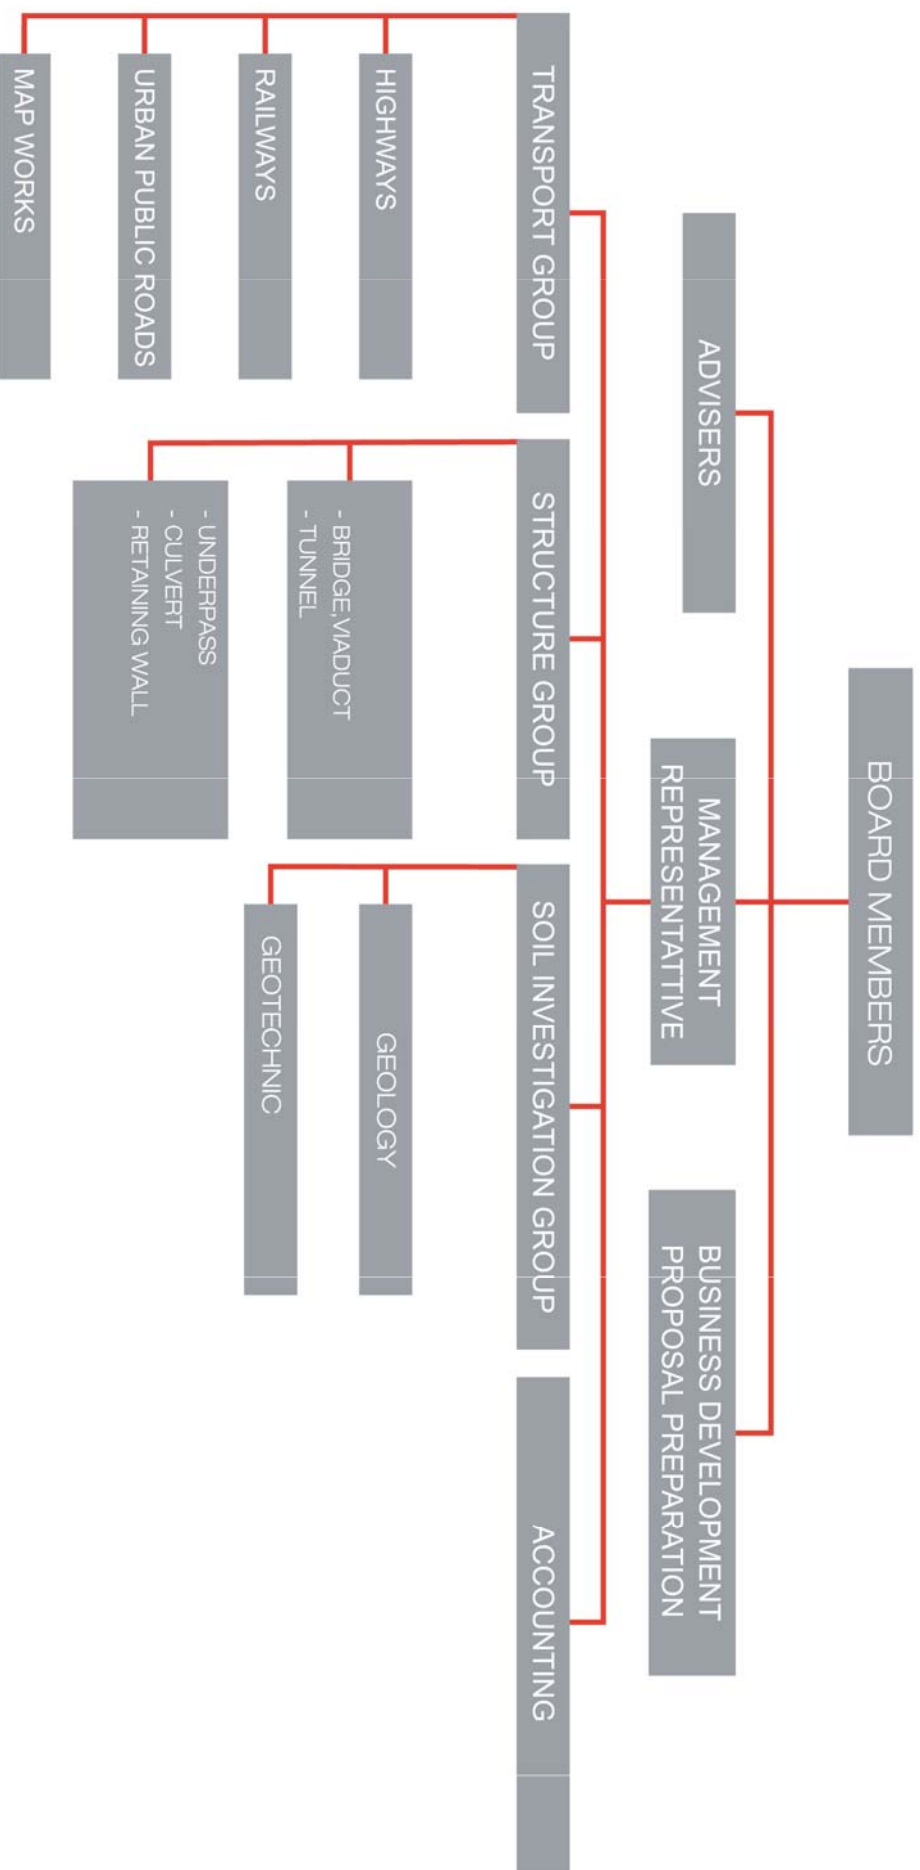 BOARD MEMBERS
ADVISERS
MANAGEMENT
REPRESENTATTIVE
BUSINESS DEVELOPMENT
PROPOSAL PREPARATION
TRANSPORT GROUP
STRUCTURE GROUP
SOIL INVESTIGATION GROUP
ACCOUNTING
HIGHWAYS
RAILWAYS
URBAN PUBLIC ROADS
MAP WORKS
- BRIDGE,VIADUCT
- TUNNEL
- UNDERPASS
- CULVERT
- RETAINING WALL
GEOLOGY
GEOTECHNIC